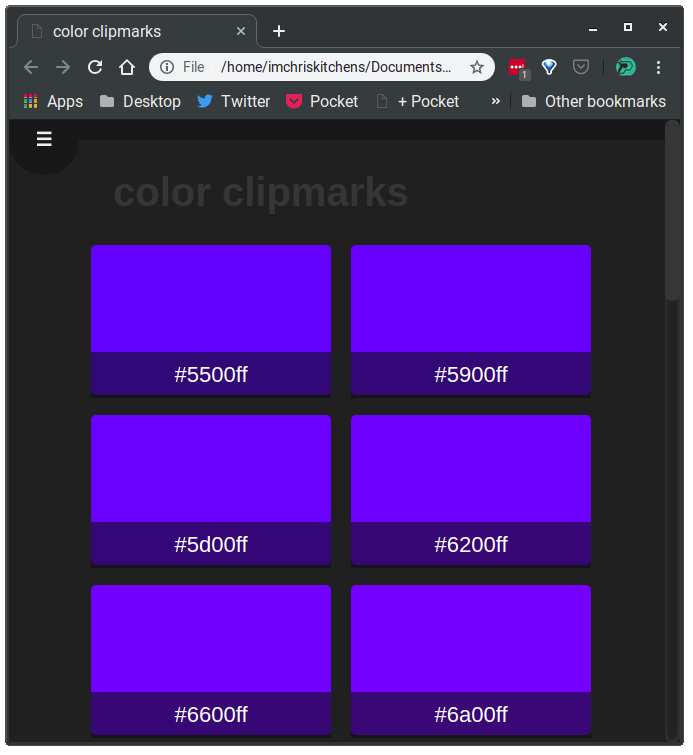 color clipmarks
File /home/imchriskitchens/Documents… 1
Apps Desktop Twitter Pocket + Pocket » Other bookmarks
color clipmarks
#5500ff #5900ff
#5d00ff #6200ff
#6600ff #6a00ff